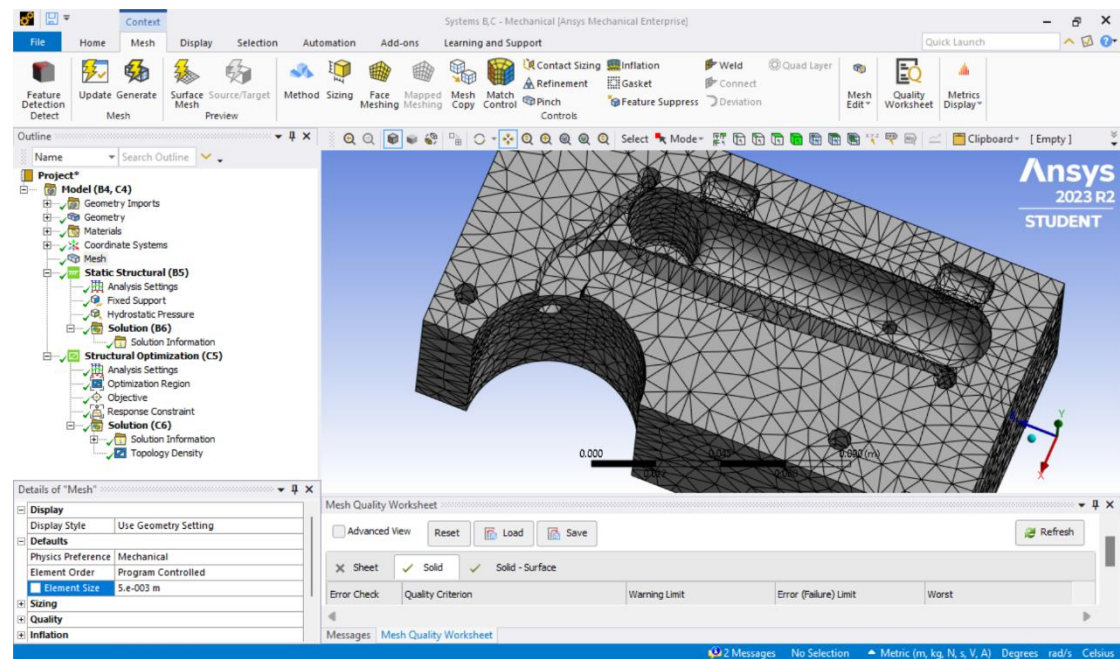 Context
Systems B,C - Mechanical [Ansys Mechanical Enterprise]
File Home Mesh Display Selection Automation Add-ons Learning and Support Quick Launch
Feature Detection Detect
Update Generate
Mesh
Surface Mesh Source/Target
Preview
Method Sizing Face Meshing Mapped Meshing Mesh Copy Match Control
Contact Sizing Inflation Weld Quad Layer
Refinement Gasket Connect
Pinch Feature Suppress Deviation
Controls
Mesh Edit
Quality Worksheet
Metrics Display
Outline
Select Mode Clipboard [Empty]
Name Search Outline
Project*
Model (B4, C4)
Geometry Imports
Geometry
Materials
Coordinate Systems
Mesh
Static Structural (B5)
Analysis Settings
Fixed Support
Hydrostatic Pressure
Solution (B6)
Solution Information
Structural Optimization (C5)
Analysis Settings
Optimization Region
Objective
Response Constraint
Solution (C6)
Solution Information
Topology Density
Ansys
2023 R2
STUDENT
Y
X
0.000
(m)
Details of "Mesh"
Display
Display Style Use Geometry Setting
Defaults
Physics Preference Mechanical
Element Order Program Controlled
Element Size 5.e-003 m
Sizing
Quality
Inflation
Mesh Quality Worksheet
Advanced View Reset Load Save Refresh
Sheet Solid Solid - Surface
Error Check Quality Criterion Warning Limit Error (Failure) Limit Worst
Messages Mesh Quality Worksheet
2 Messages No Selection Metric (m, kg, N, s, V, A) Degrees rad/s Celsius